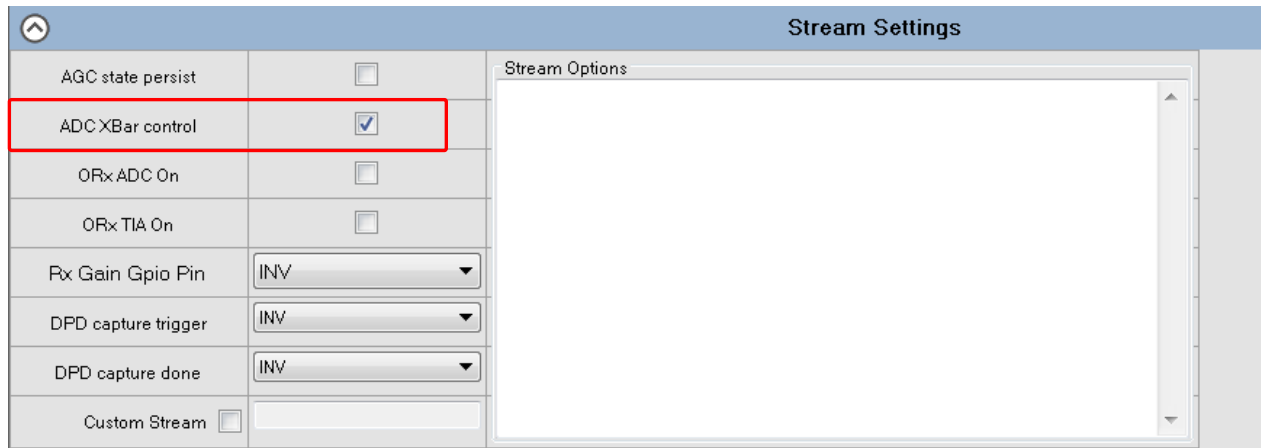 Stream Settings
AGC state persist
Stream Options
ADC XBar control
ORx ADC On
ORx TIA On
Rx Gain Gpio Pin INV
DPD capture trigger INV
DPD capture done INV
Custom Stream